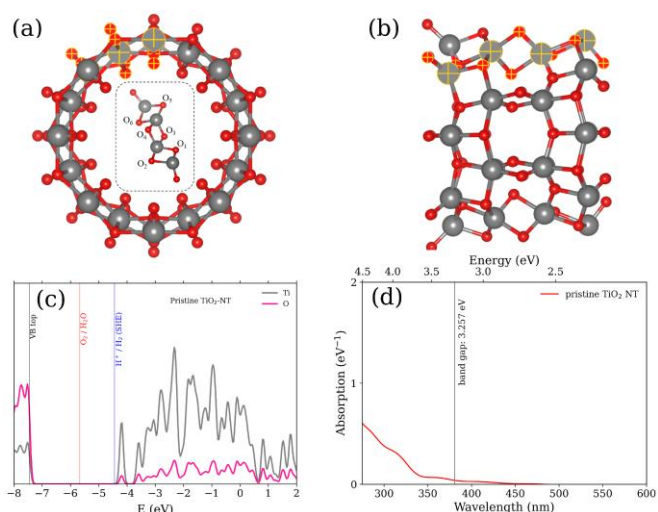 (a)
O₅
O₆
O₄
O₃
O₁
O₂
(b)
(c)
Pristine TiO₂-NT
Ti
O
VB top
O₂ / H₂O
H⁺ / H₂ (SHE)
−8 −7 −6 −5 −4 −3 −2 −1 0 1 2
E (eV)
Energy (eV)
4.5 4.0 3.5 3.0 2.5
(d)
pristine TiO₂ NT
band gap: 3.257 eV
Absorption (eV⁻¹)
2
1
0
300 350 400 450 500 550 600
Wavelength (nm)